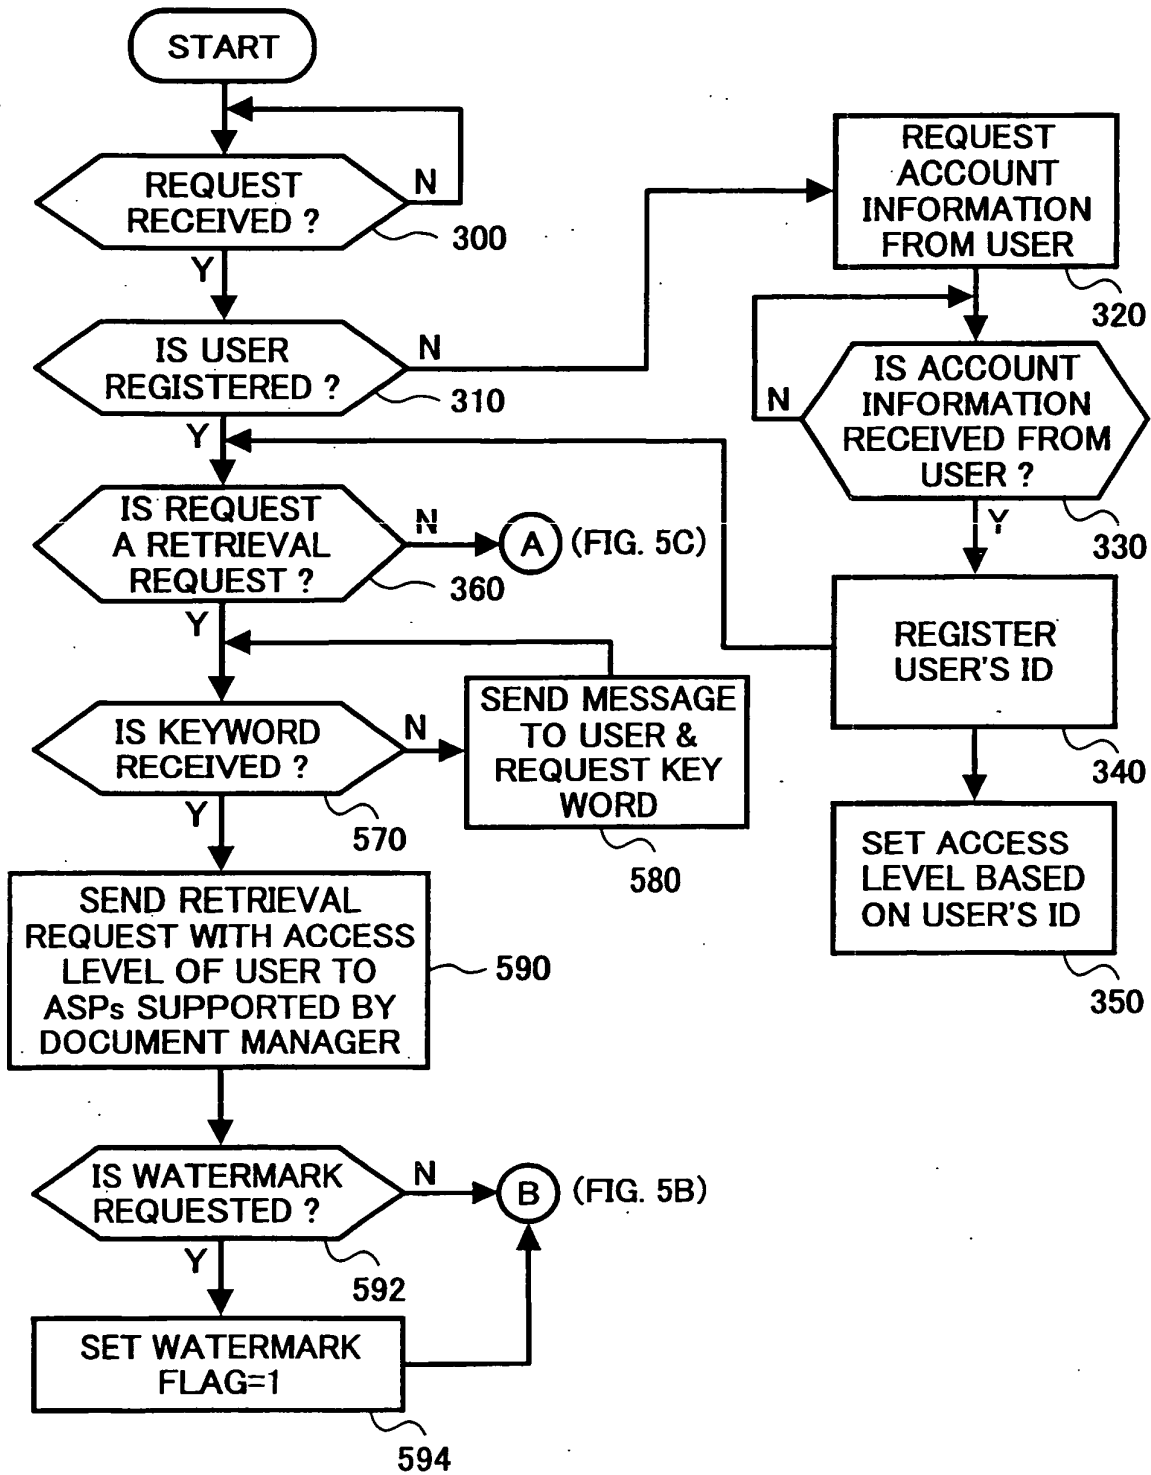 START
REQUEST
RECEIVED ?
N
300
Y
IS USER
REGISTERED ?
N
310
Y
IS REQUEST
A RETRIEVAL
REQUEST ?
N
A
(FIG. 5C)
360
Y
IS KEYWORD
RECEIVED ?
N
570
Y
SEND MESSAGE
TO USER &
REQUEST KEY
WORD
580
SEND RETRIEVAL
REQUEST WITH ACCESS
LEVEL OF USER TO
ASPs SUPPORTED BY
DOCUMENT MANAGER
590
IS WATERMARK
REQUESTED ?
N
B
(FIG. 5B)
592
Y
SET WATERMARK
FLAG=1
594
REQUEST
ACCOUNT
INFORMATION
FROM USER
320
IS ACCOUNT
INFORMATION
RECEIVED FROM
USER ?
N
330
Y
REGISTER
USER'S ID
340
SET ACCESS
LEVEL BASED
ON USER'S ID
350